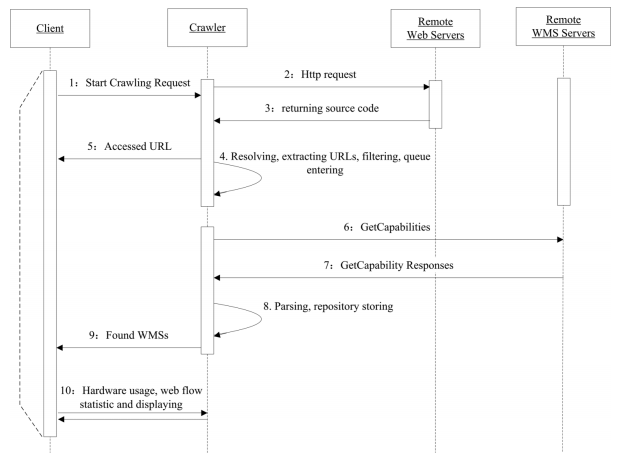 Client
Crawler
Remote
Web Servers
Remote
WMS Servers
1：Start Crawling Request
2：Http request
3：returning source code
5：Accessed URL
4. Resolving, extracting URLs, filtering, queue
entering
6：GetCapabilities
7：GetCapability Responses
8. Parsing, repository storing
9：Found WMSs
10：Hardware usage, web flow
statistic and displaying